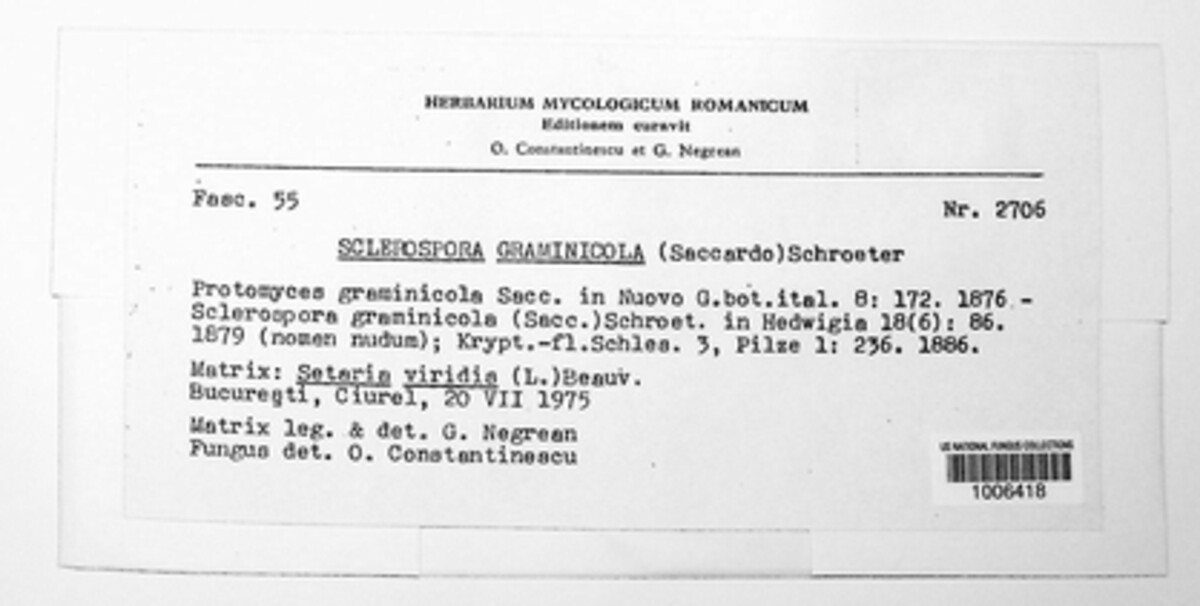 HERBARIUM MYCOLOGICUM ROMANICUM
Editionem curavit
O. Constantinescu et G. Negrean
Fasc. 55
Nr. 2706
SCLEROSPORA GRAMINICOLA (Saccardo)Schroeter
Protomyces graminicola Sacc. in Nuovo G.bot.ital. 8: 172. 1876 -
Sclerospora graminicola (Sacc.)Schroet. in Hedwigia 18(6): 86.
1879 (nomen nudum); Krypt.-fl.Schles. 3, Pilze 1: 236. 1886.
Matrix: Setaria viridis (L.)Beauv.
București, Ciurel, 20 VII 1975
Matrix leg. & det. G. Negrean
Fungus det. O. Constantinescu
US NATIONAL FUNGUS COLLECTIONS
1006418